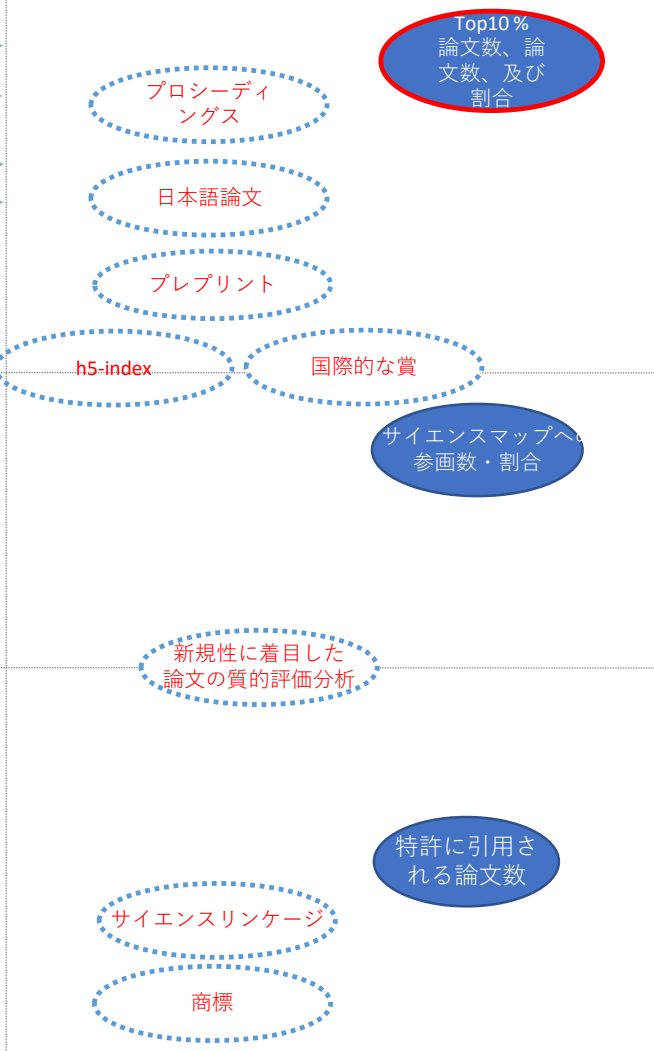 Top10％
論文数、論
文数、及び
割合
プロシーディ
ングス
日本語論文
プレプリント
h5-index
国際的な賞
サイエンスマップへの
参画数・割合
新規性に着目した
論文の質的評価分析
特許に引用さ
れる論文数
サイエンスリンケージ
商標